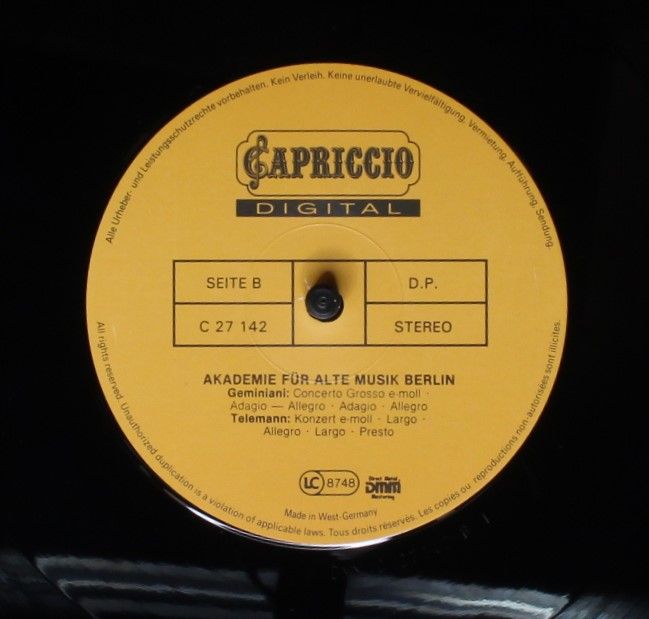 Alle Urheber- und Leistungsschutzrechte vorbehalten. Kein Verleih. Keine unerlaubte Vervielfältigung, Vermietung, Aufführung, Sendung.
CAPRICCIO
DIGITAL
SEITE B
D.P.
C 27 142
STEREO
AKADEMIE FÜR ALTE MUSIK BERLIN
Geminiani: Concerto Grosso e-moll ·
Adagio — Allegro · Adagio · Allegro
Telemann: Konzert e-moll · Largo ·
Allegro · Largo · Presto
LC 8748
Direct Metal
DMM
Mastering
Made in West-Germany
All rights reserved. Unauthorized duplication is a violation of applicable laws. Tous droits réservés. Les copies ou reproductions non-autorisées sont illicites.